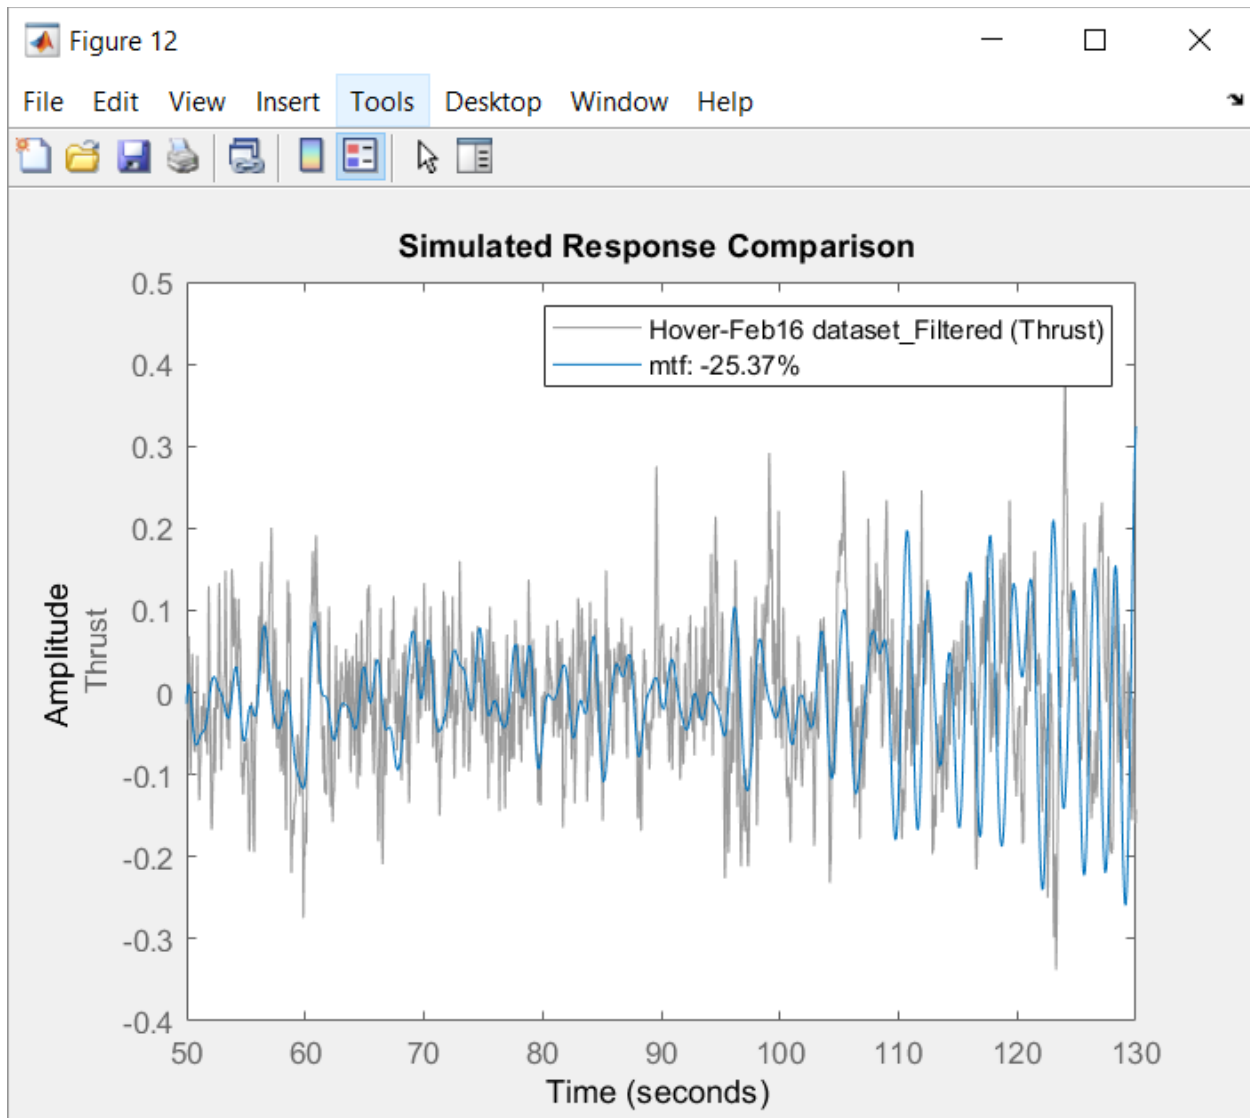 Figure 12
File Edit View Insert Tools Desktop Window Help
Simulated Response Comparison
Hover-Feb16 dataset_Filtered (Thrust)
mtf: -25.37%
Amplitude
Thrust
0.5
0.4
0.3
0.2
0.1
0
-0.1
-0.2
-0.3
-0.4
50 60 70 80 90 100 110 120 130
Time (seconds)